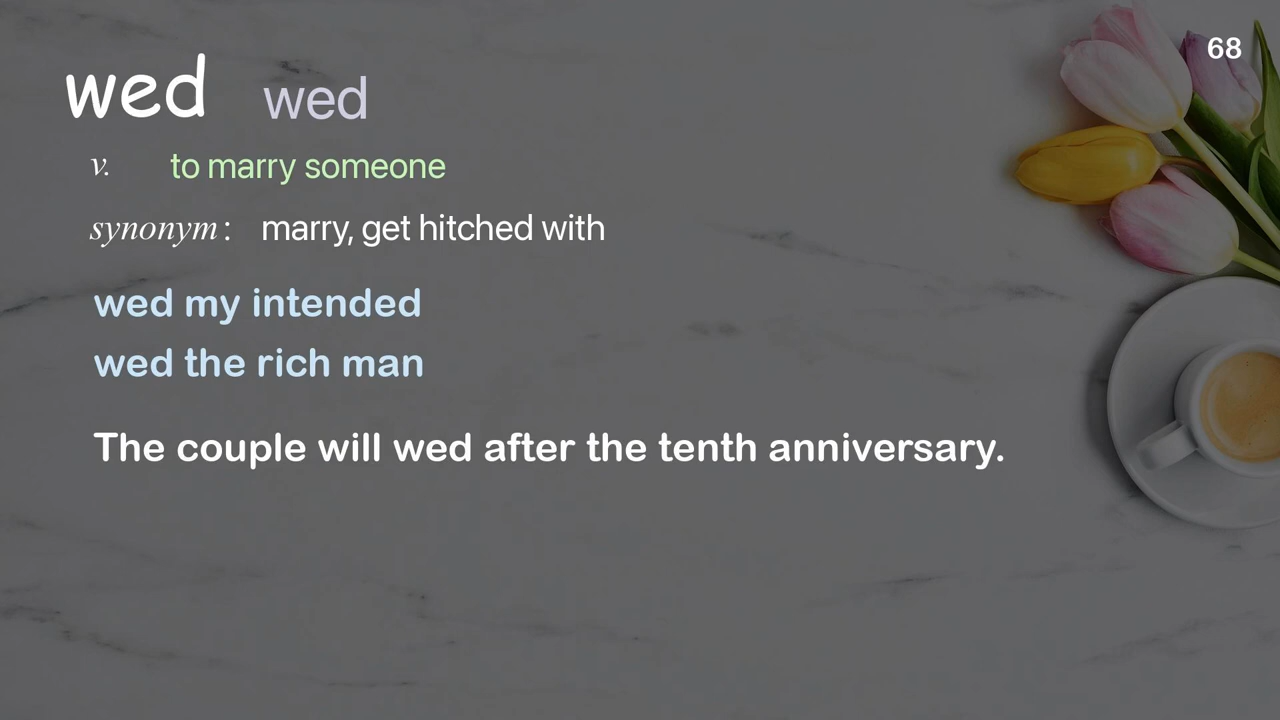 68
wed wed
v. to marry someone
synonym: marry, get hitched with
wed my intended
wed the rich man
The couple will wed after the tenth anniversary.